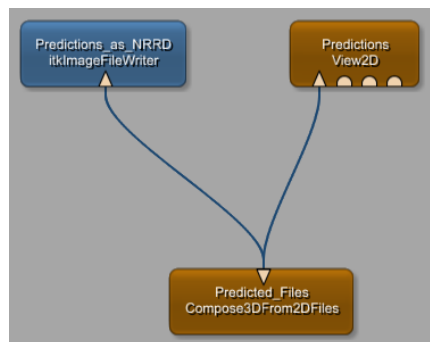 Predictions_as_NRRD
itkImageFileWriter
Predictions
View2D
Predicted_Files
Compose3DFrom2DFiles